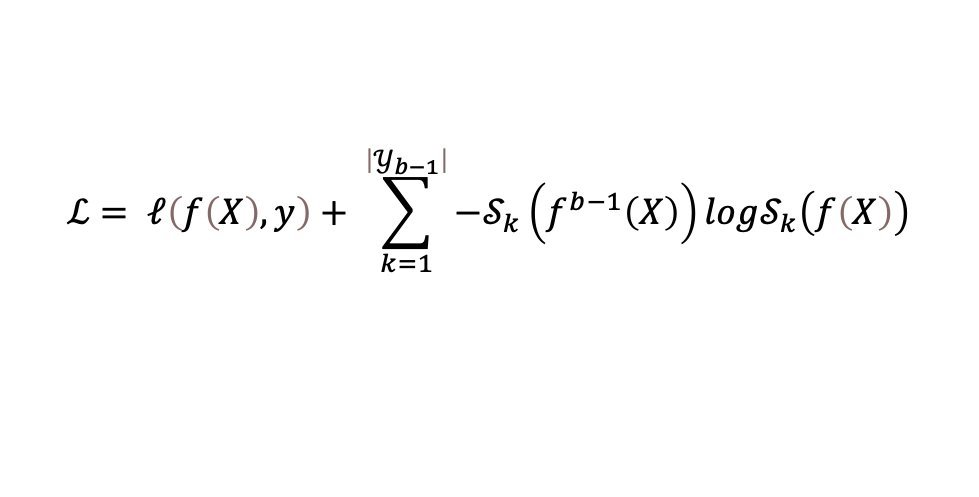 ℒ = ℓ(f(X), y) + ∑_{k=1}^{|𝒴_{b−1}|} −𝒮_k (f^{b−1}(X)) log𝒮_k(f(X))